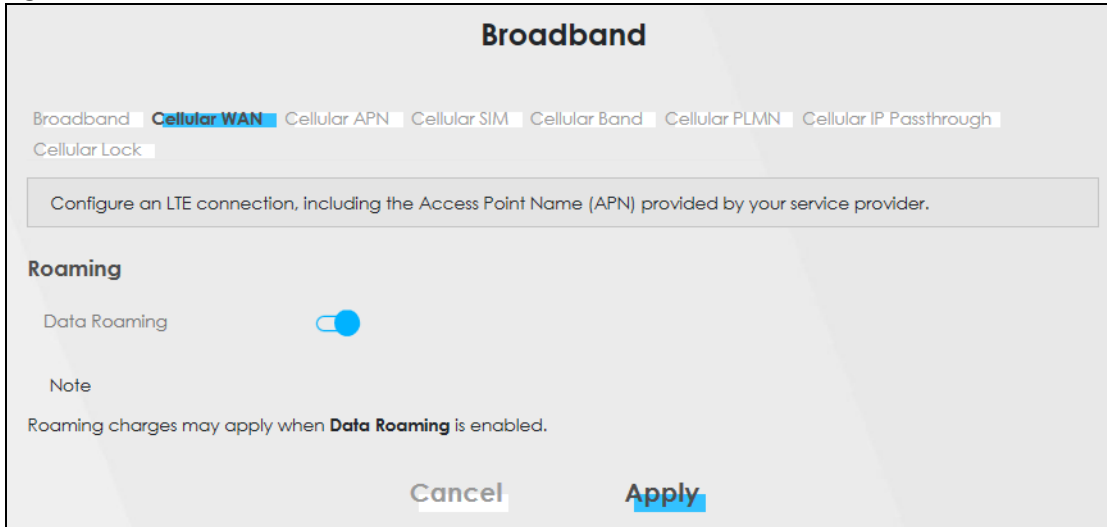 Broadband
Broadband Cellular WAN Cellular APN Cellular SIM Cellular Band Cellular PLMN Cellular IP Passthrough
Cellular Lock
Configure an LTE connection, including the Access Point Name (APN) provided by your service provider.
Roaming
Data Roaming
Note
Roaming charges may apply when Data Roaming is enabled.
Cancel Apply